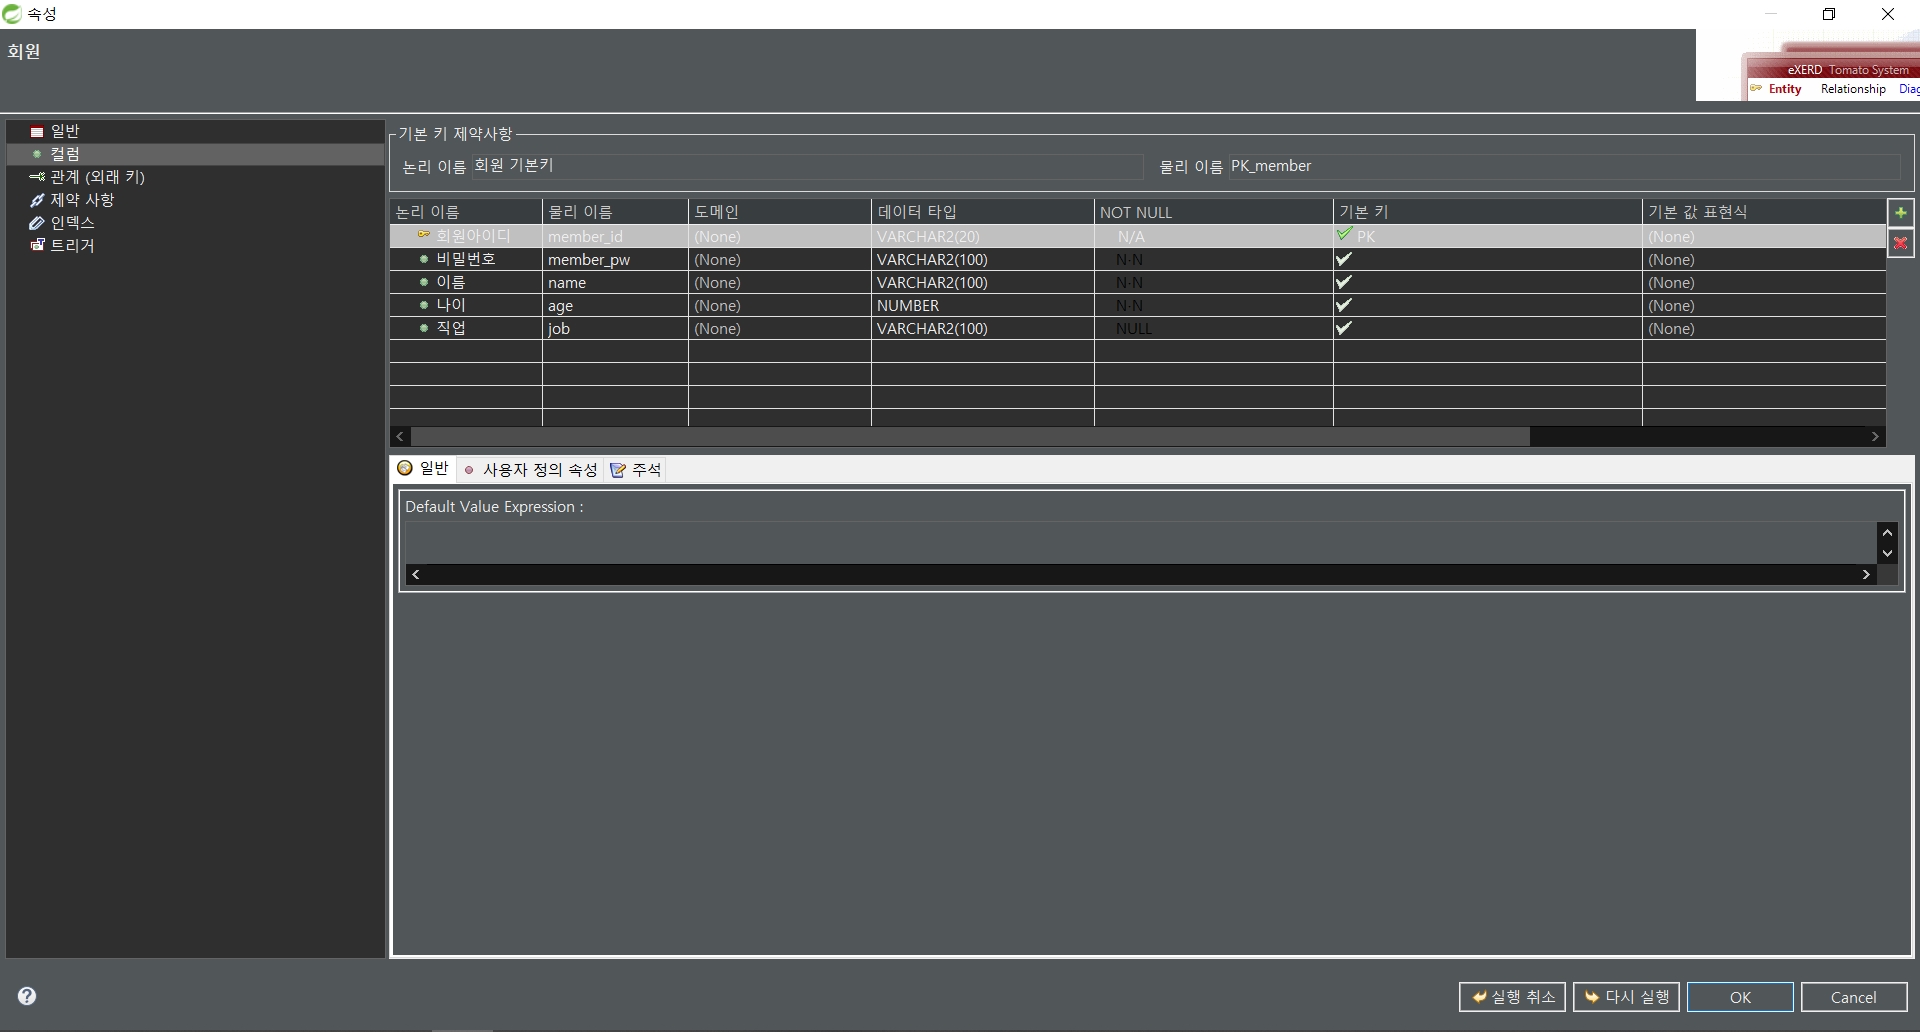 속성
회원
eXERD Tomato System
Entity Relationship
일반
컬럼
관계 (외래 키)
제약 사항
인덱스
트리거
기본 키 제약사항
논리 이름 회원 기본키 물리 이름 PK_member
논리 이름 물리 이름 도메인 데이터 타입 NOT NULL 기본 키 기본 값 표현식
회원아이디 member_id (None) VARCHAR2(20) N/A PK (None)
비밀번호 member_pw (None) VARCHAR2(100) N-N (None)
이름 name (None) VARCHAR2(100) N-N (None)
나이 age (None) NUMBER N-N (None)
직업 job (None) VARCHAR2(100) NULL (None)
일반 사용자 정의 속성 주석
Default Value Expression :
실행 취소 다시 실행 OK Cancel